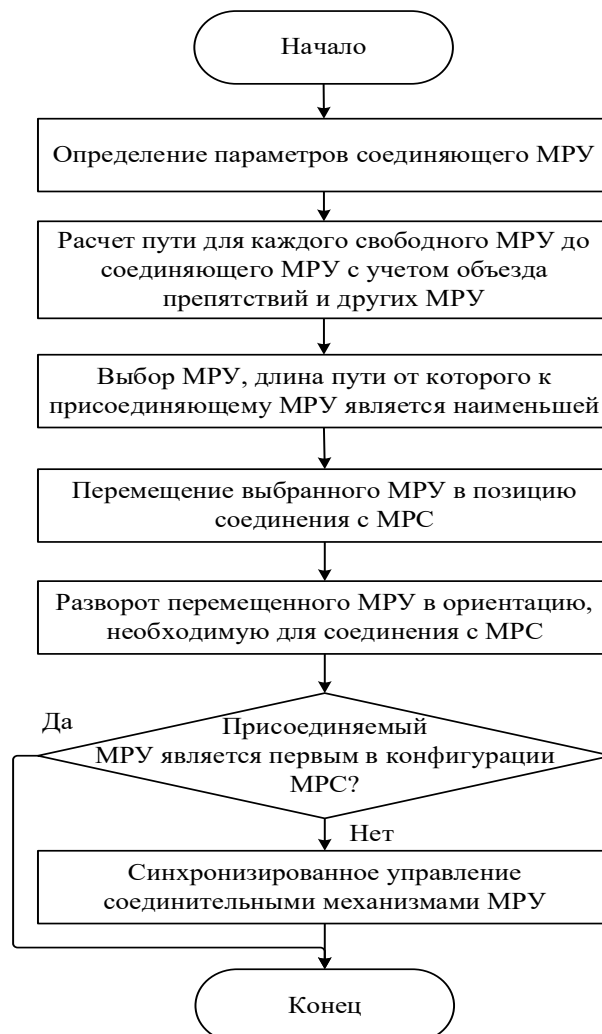 Начало
Определение параметров соединяющего МРУ
Расчет пути для каждого свободного МРУ до
соединяющего МРУ с учетом объезда
препятствий и других МРУ
Выбор МРУ, длина пути от которого к
присоединяющему МРУ является наименьшей
Перемещение выбранного МРУ в позицию
соединения с МРС
Разворот перемещенного МРУ в ориентацию,
необходимую для соединения с МРС
Да
Присоединяемый
МРУ является первым в конфигурации
МРС?
Нет
Синхронизированное управление
соединительными механизмами МРУ
Конец